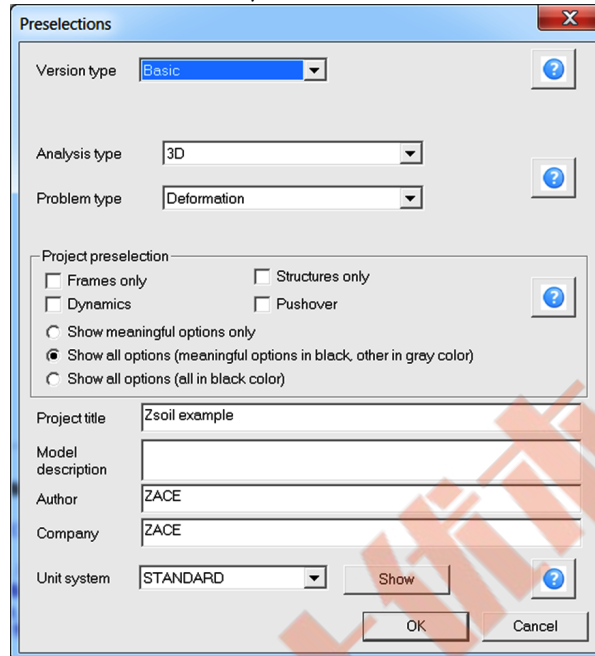 Preselections
Version type Basic
Analysis type 3D
Problem type Deformation
Project preselection
Frames only Structures only
Dynamics Pushover
Show meaningful options only
Show all options (meaningful options in black, other in gray color)
Show all options (all in black color)
Project title Zsoil example
Model
description
Author ZACE
Company ZACE
Unit system STANDARD Show
OK Cancel